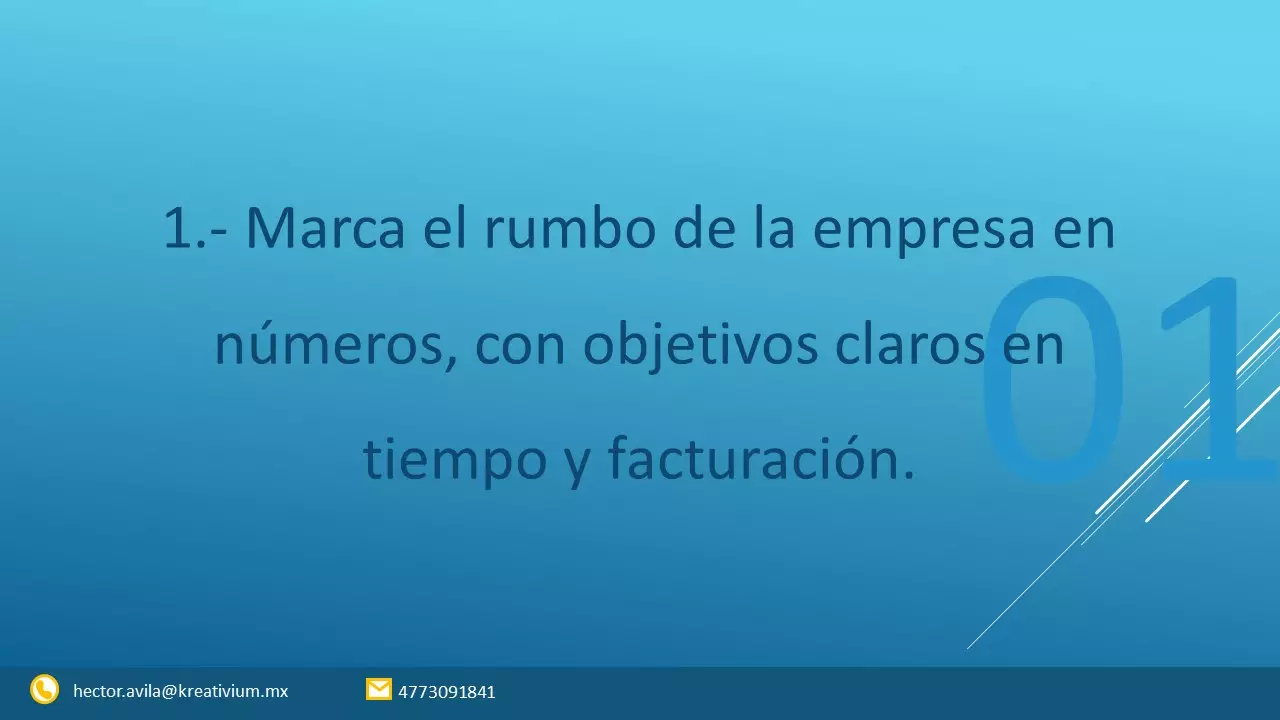 1.- Marca el rumbo de la empresa en
números, con objetivos claros en
tiempo y facturación.
01
hector.avila@kreativium.mx
4773091841